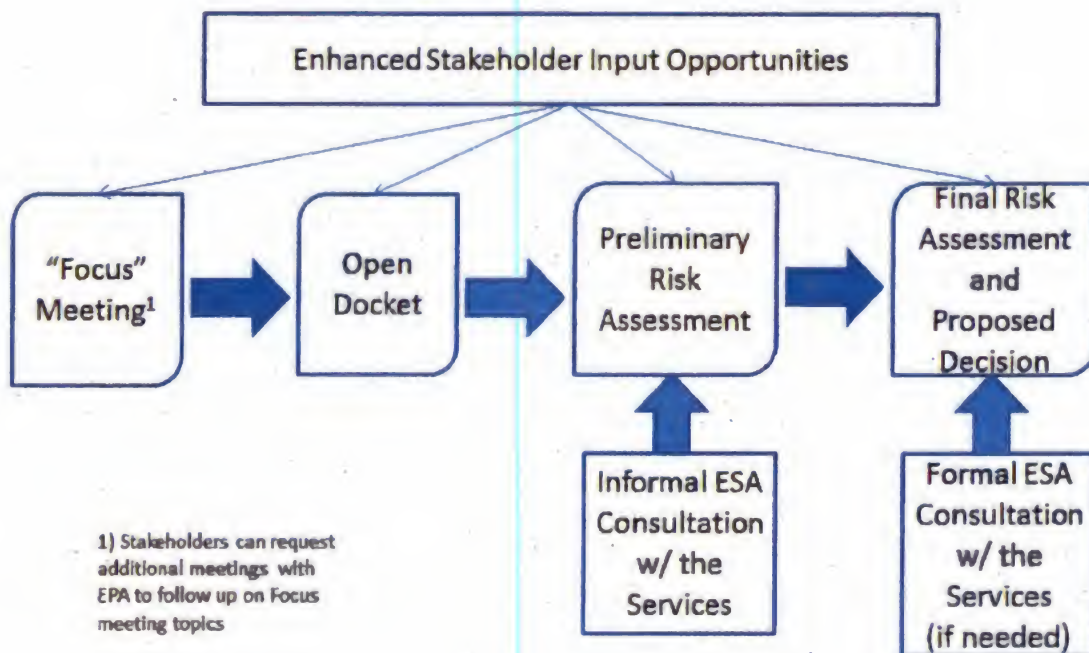 Enhanced Stakeholder Input Opportunities
“Focus”
Meeting¹
Open
Docket
Preliminary
Risk
Assessment
Final Risk
Assessment
and
Proposed
Decision
Informal ESA
Consultation
w/ the
Services
Formal ESA
Consultation
w/ the
Services
(if needed)
1) Stakeholders can request
additional meetings with
EPA to follow up on Focus
meeting topics